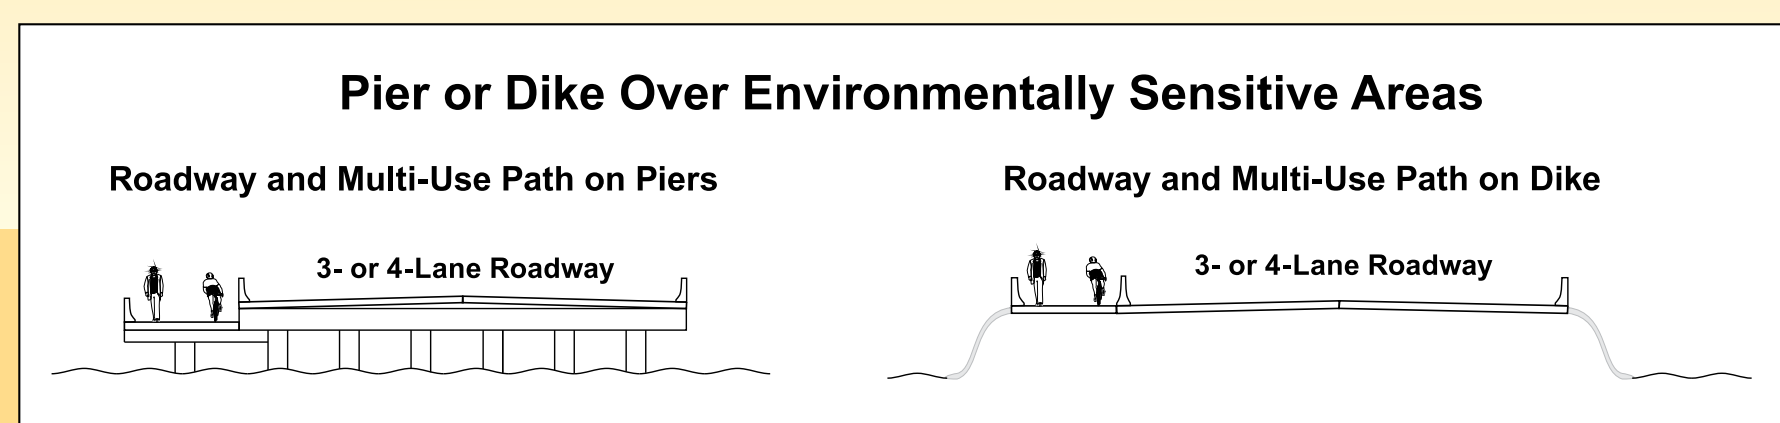 Pier or Dike Over Environmentally Sensitive Areas
Roadway and Multi-Use Path on Piers
3- or 4-Lane Roadway
Roadway and Multi-Use Path on Dike
3- or 4-Lane Roadway